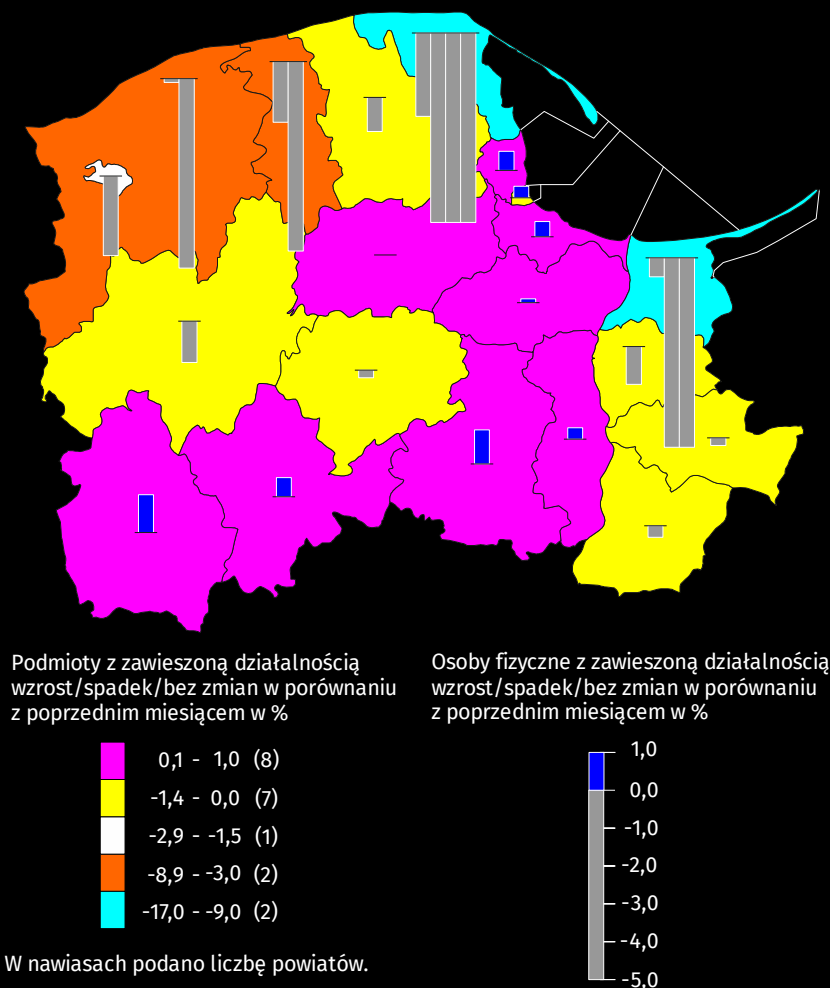 Podmioty z zawieszoną działalnością
wzrost/spadek/bez zmian w porównaniu
z poprzednim miesiącem w %
0,1 - 1,0 (8)
-1,4 - 0,0 (7)
-2,9 - -1,5 (1)
-8,9 - -3,0 (2)
-17,0 - -9,0 (2)
W nawiasach podano liczbę powiatów.
Osoby fizyczne z zawieszoną działalnością
wzrost/spadek/bez zmian w porównaniu
z poprzednim miesiącem w %
1,0
0,0
-1,0
-2,0
-3,0
-4,0
-5,0